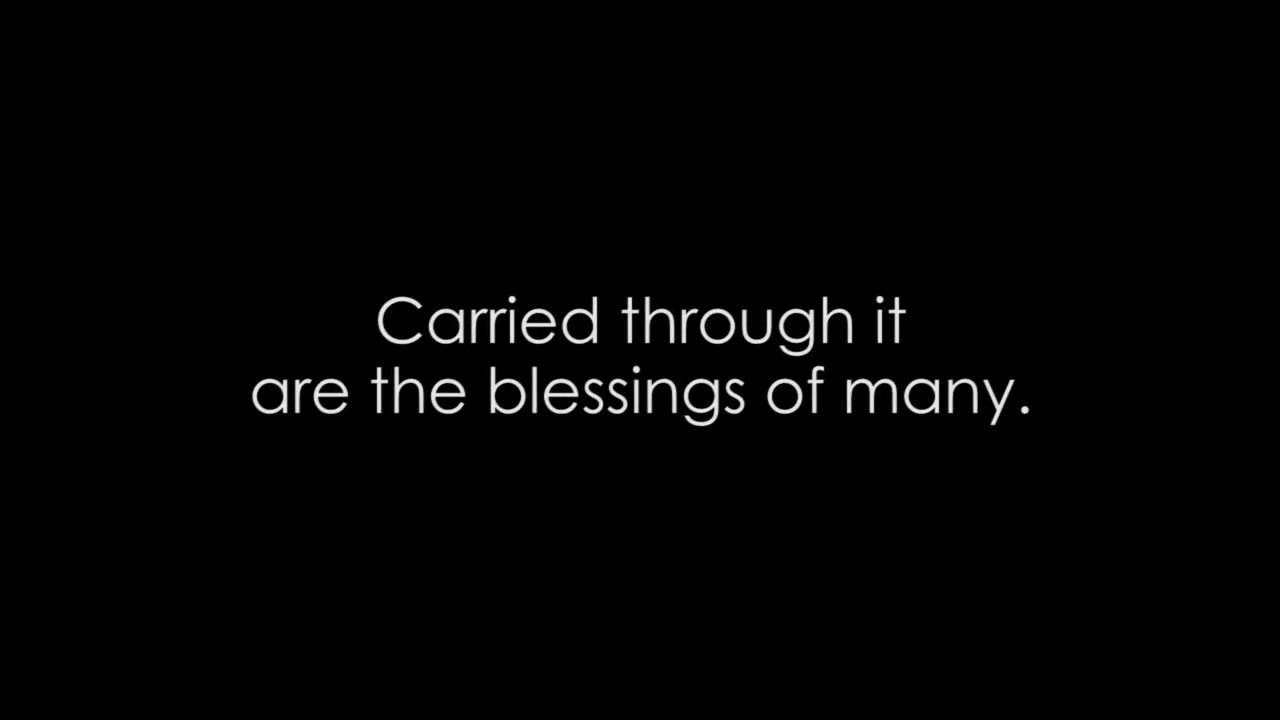 Carried through it
are the blessings of many.